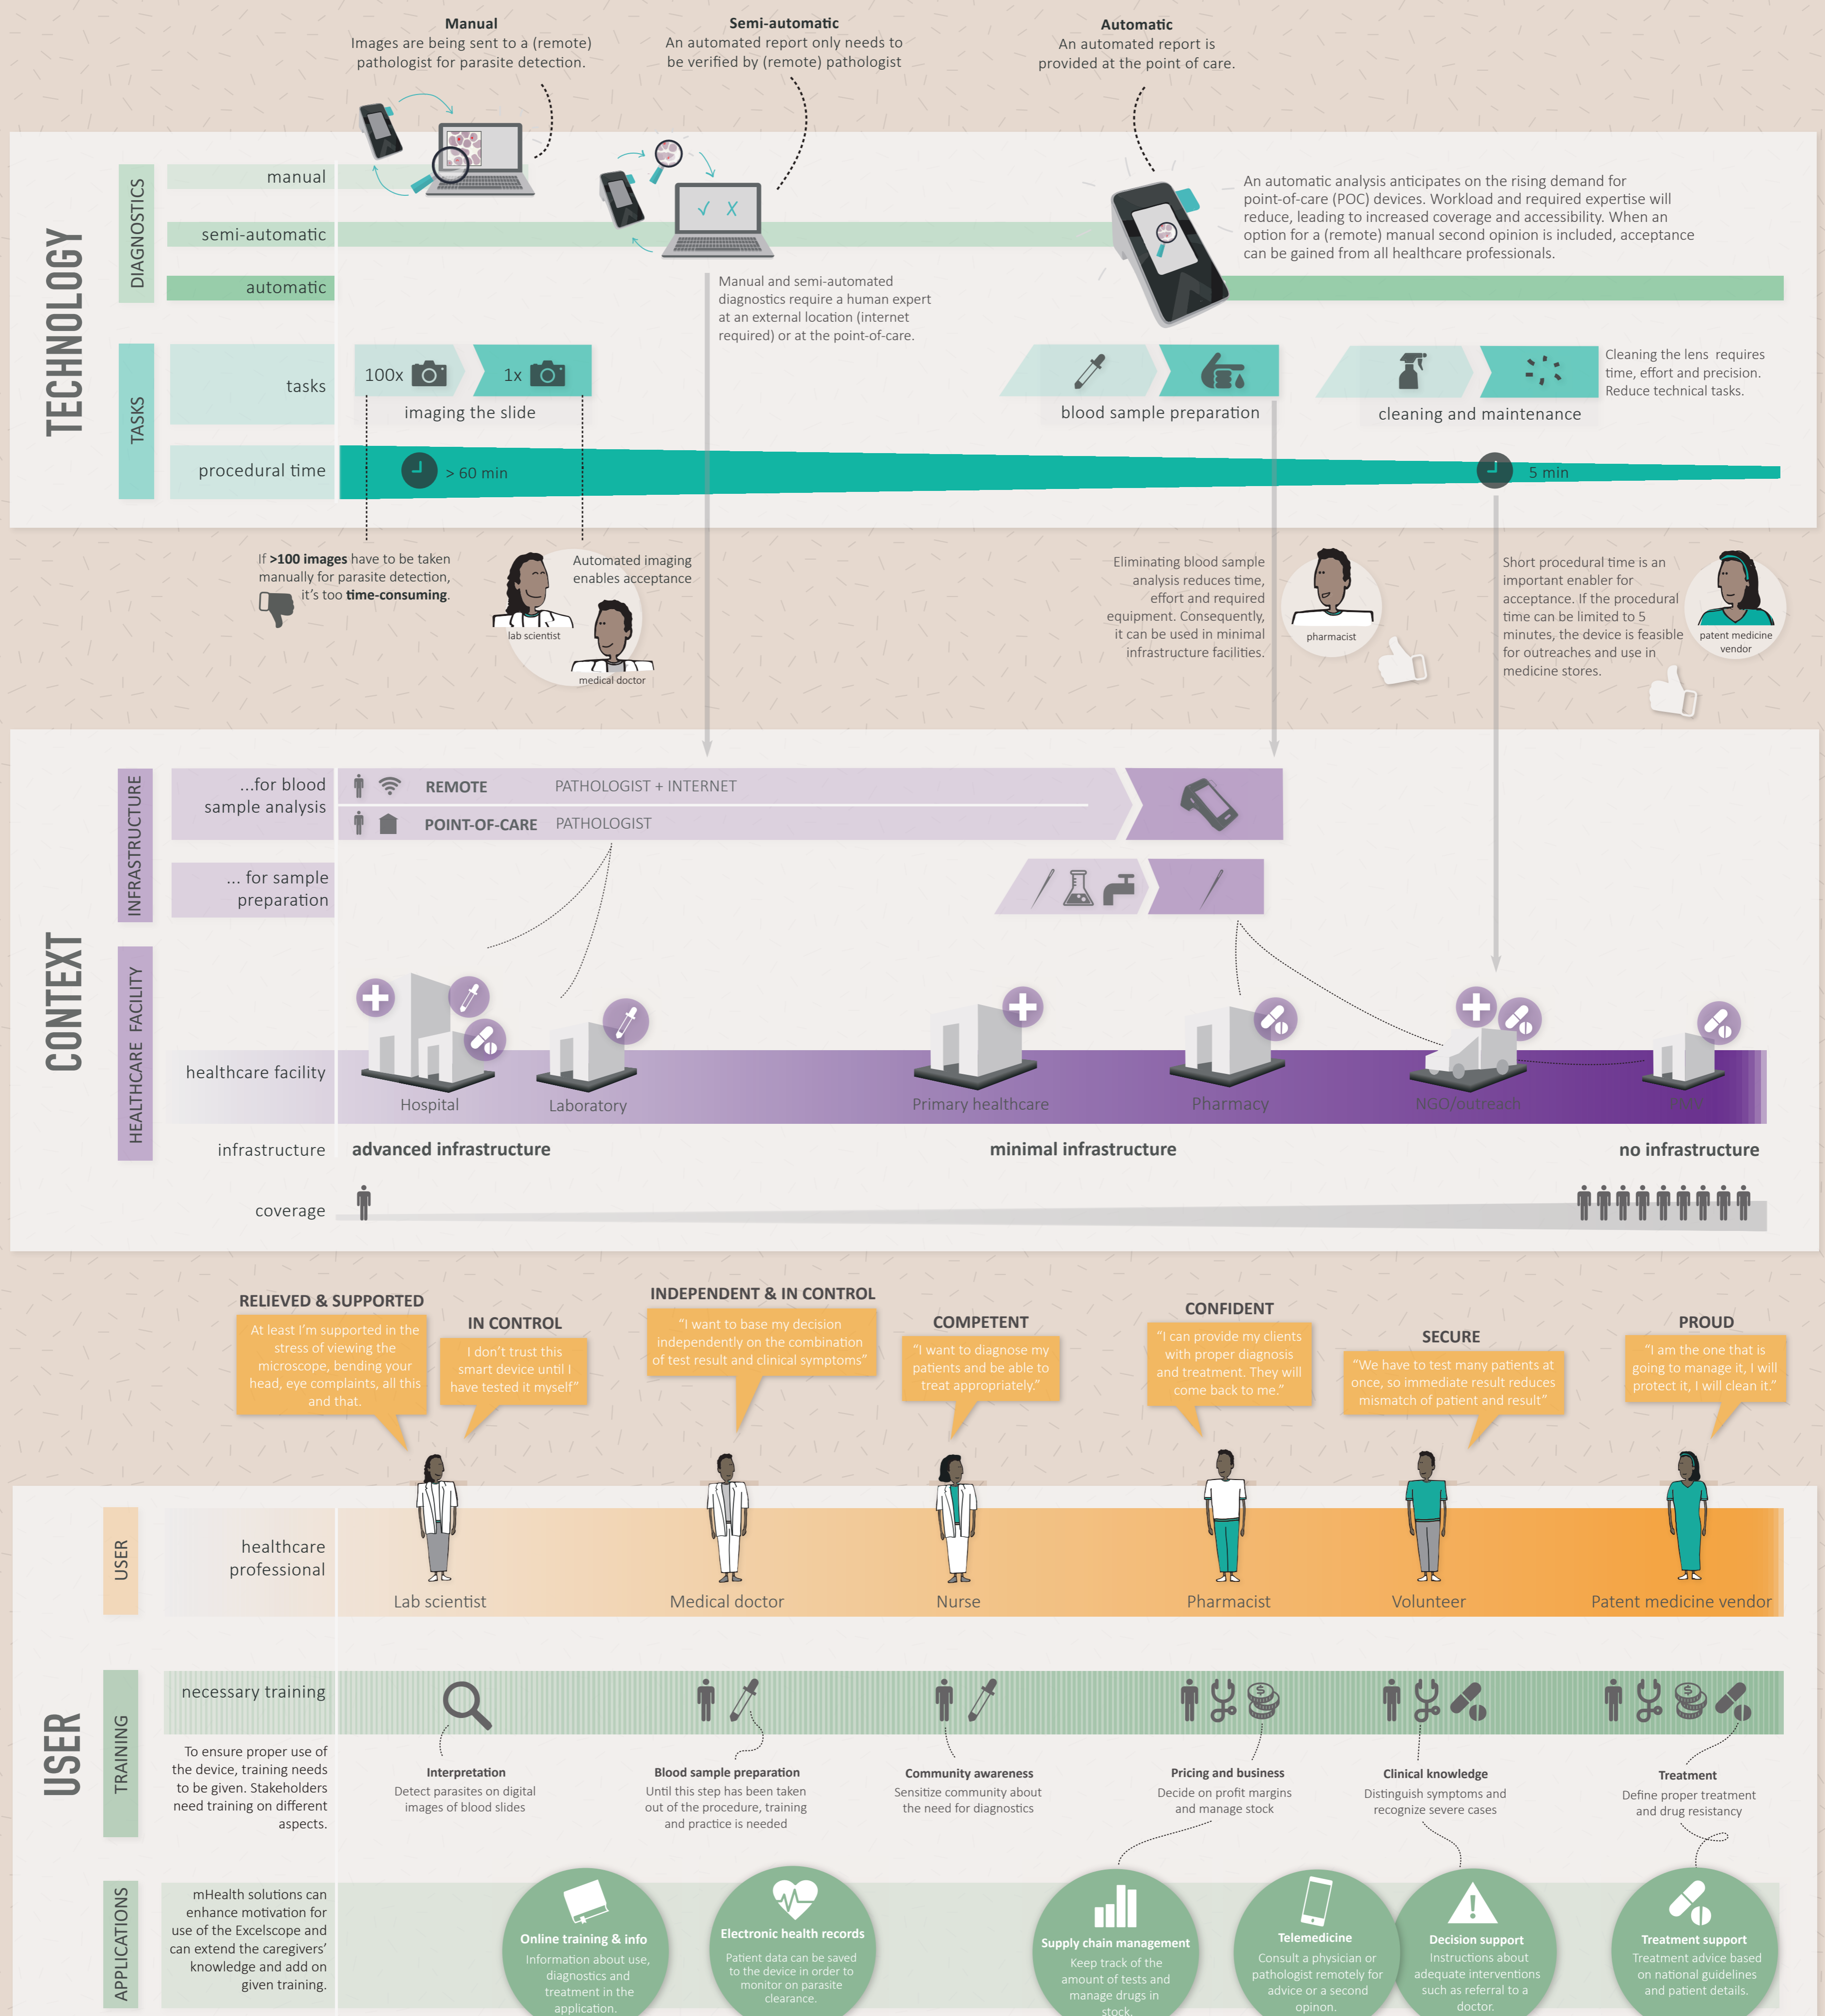 Manual
Images are being sent to a (remote)
pathologist for parasite detection.
Semi-automatic
An automated report only needs to
be verified by (remote) pathologist
Automatic
An automated report is
provided at the point of care.
TECHNOLOGY
DIAGNOSTICS
manual
semi-automatic
automatic
An automatic analysis anticipates on the rising demand for
point-of-care (POC) devices. Workload and required expertise will
reduce, leading to increased coverage and accessibility. When an
option for a (remote) manual second opinion is included, acceptance
can be gained from all healthcare professionals.
Manual and semi-automated
diagnostics require a human expert
at an external location (internet
required) or at the point-of-care.
TASKS
tasks
100x
1x
imaging the slide
blood sample preparation
cleaning and maintenance
Cleaning the lens requires
time, effort and precision.
Reduce technical tasks.
procedural time
> 60 min
5 min
If >100 images have to be taken
manually for parasite detection,
it's too time-consuming.
Automated imaging
enables acceptance
lab scientist
medical doctor
Eliminating blood sample
analysis reduces time,
effort and required
equipment. Consequently,
it can be used in minimal
infrastructure facilities.
pharmacist
Short procedural time is an
important enabler for
acceptance. If the procedural
time can be limited to 5
minutes, the device is feasible
for outreaches and use in
medicine stores.
patent medicine
vendor
CONTEXT
INFRASTRUCTURE
...for blood
sample analysis
REMOTE PATHOLOGIST + INTERNET
POINT-OF-CARE PATHOLOGIST
... for sample
preparation
HEALTHCARE FACILITY
healthcare facility
Hospital
Laboratory
Primary healthcare
Pharmacy
NGO/outreach
infrastructure
advanced infrastructure
minimal infrastructure
no infrastructure
coverage
RELIEVED & SUPPORTED
At least I'm supported in the
stress of viewing the
microscope, bending your
head, eye complaints, all this
and that.
IN CONTROL
I don't trust this
smart device until I
have tested it myself"
INDEPENDENT & IN CONTROL
"I want to base my decision
independently on the combination
of test result and clinical symptoms"
COMPETENT
"I want to diagnose my
patients and be able to
treat appropriately."
CONFIDENT
"I can provide my clients
with proper diagnosis
and treatment. They will
come back to me."
SECURE
"We have to test many patients at
once, so immediate result reduces
mismatch of patient and result"
PROUD
"I am the one that is
going to manage it, I will
protect it, I will clean it."
USER
USER
healthcare
professional
Lab scientist
Medical doctor
Nurse
Pharmacist
Volunteer
Patent medicine vendor
TRAINING
necessary training
To ensure proper use of
the device, training needs
to be given. Stakeholders
need training on different
aspects.
Interpretation
Detect parasites on digital
images of blood slides
Blood sample preparation
Until this step has been taken
out of the procedure, training
and practice is needed
Community awareness
Sensitize community about
the need for diagnostics
Pricing and business
Decide on profit margins
and manage stock
Clinical knowledge
Distinguish symptoms and
recognize severe cases
Treatment
Define proper treatment
and drug resistancy
APPLICATIONS
mHealth solutions can
enhance motivation for
use of the Excelscope and
can extend the caregivers'
knowledge and add on
given training.
Online training & info
Information about use,
diagnostics and
treatment in the
application.
Electronic health records
Patient data can be saved
to the device in order to
monitor on parasite
clearance.
Supply chain management
Keep track of the
amount of tests and
manage drugs in
stock.
Telemedicine
Consult a physician or
pathologist remotely for
advice or a second
opinon.
Decision support
Instructions about
adequate interventions
such as referral to a
doctor.
Treatment support
Treatment advice based
on national guidelines
and patient details.